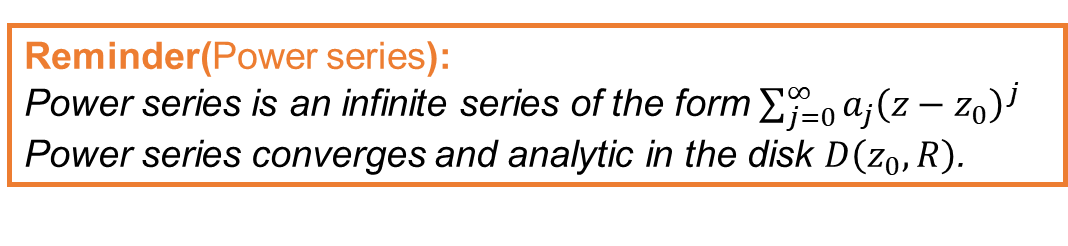 Reminder(Power series):
Power series is an infinite series of the form ∑_{j=0}^{∞} a_j(z − z_0)^j
Power series converges and analytic in the disk D(z_0, R).